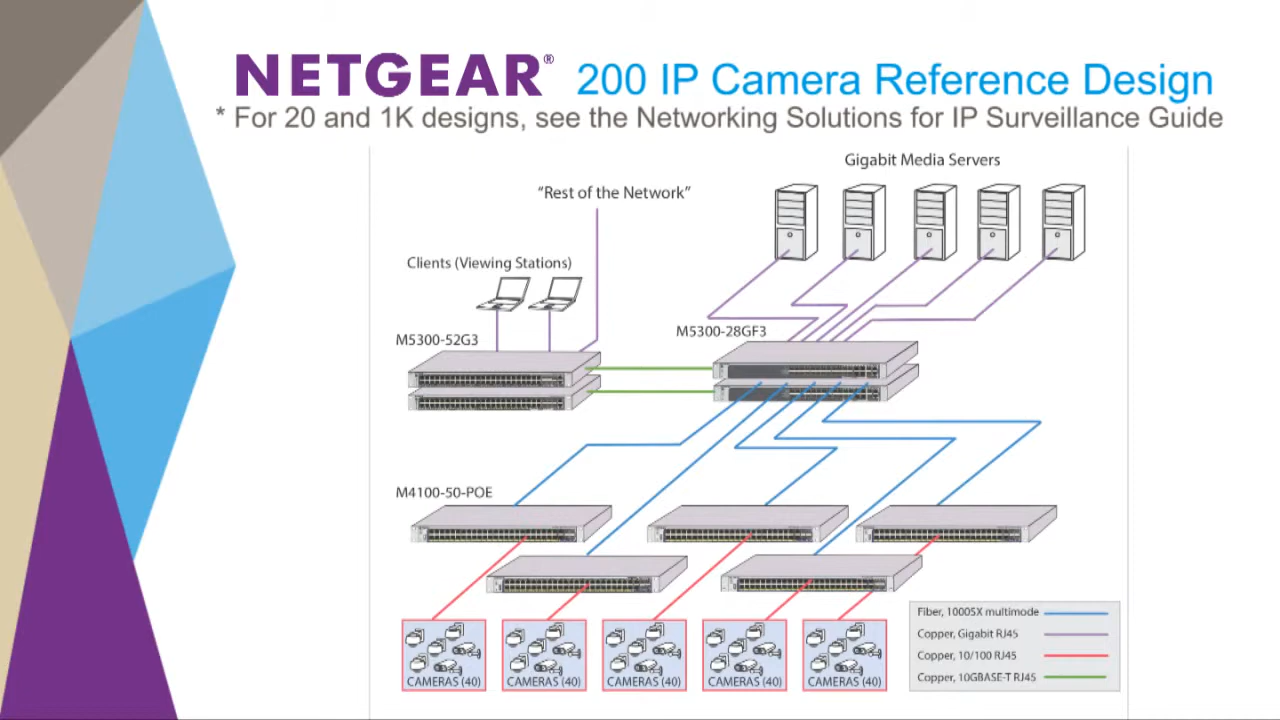 NETGEAR® 200 IP Camera Reference Design
* For 20 and 1K designs, see the Networking Solutions for IP Surveillance Guide
Gigabit Media Servers
“Rest of the Network”
Clients (Viewing Stations)
M5300-28GF3
M5300-52G3
M4100-50-POE
Fiber, 1000SX multimode
Copper, Gigabit RJ45
Copper, 10/100 RJ45
Copper, 10GBASE-T RJ45
CAMERAS (40)
CAMERAS (40)
CAMERAS (40)
CAMERAS (40)
CAMERAS (40)